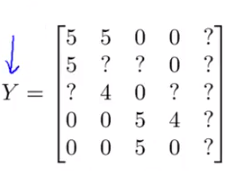 5 5 0 0 ?
5 ? ? 0 ?
Y = ? 4 0 ? ?
0 0 5 4 ?
0 0 5 0 ?